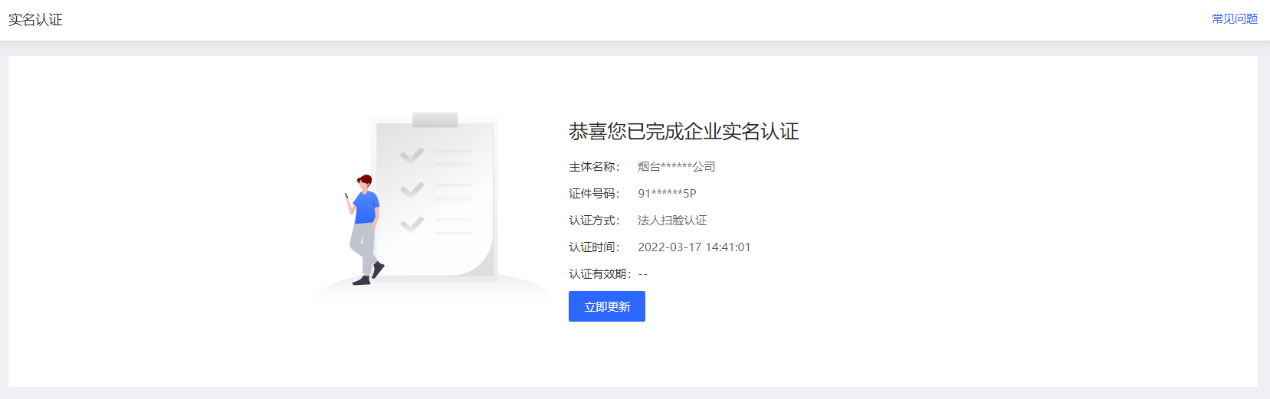 实名认证
常见问题
恭喜您已完成企业实名认证
主体名称： 烟台******公司
证件号码： 91******5P
认证方式： 法人扫脸认证
认证时间： 2022-03-17 14:41:01
认证有效期： --
立即更新